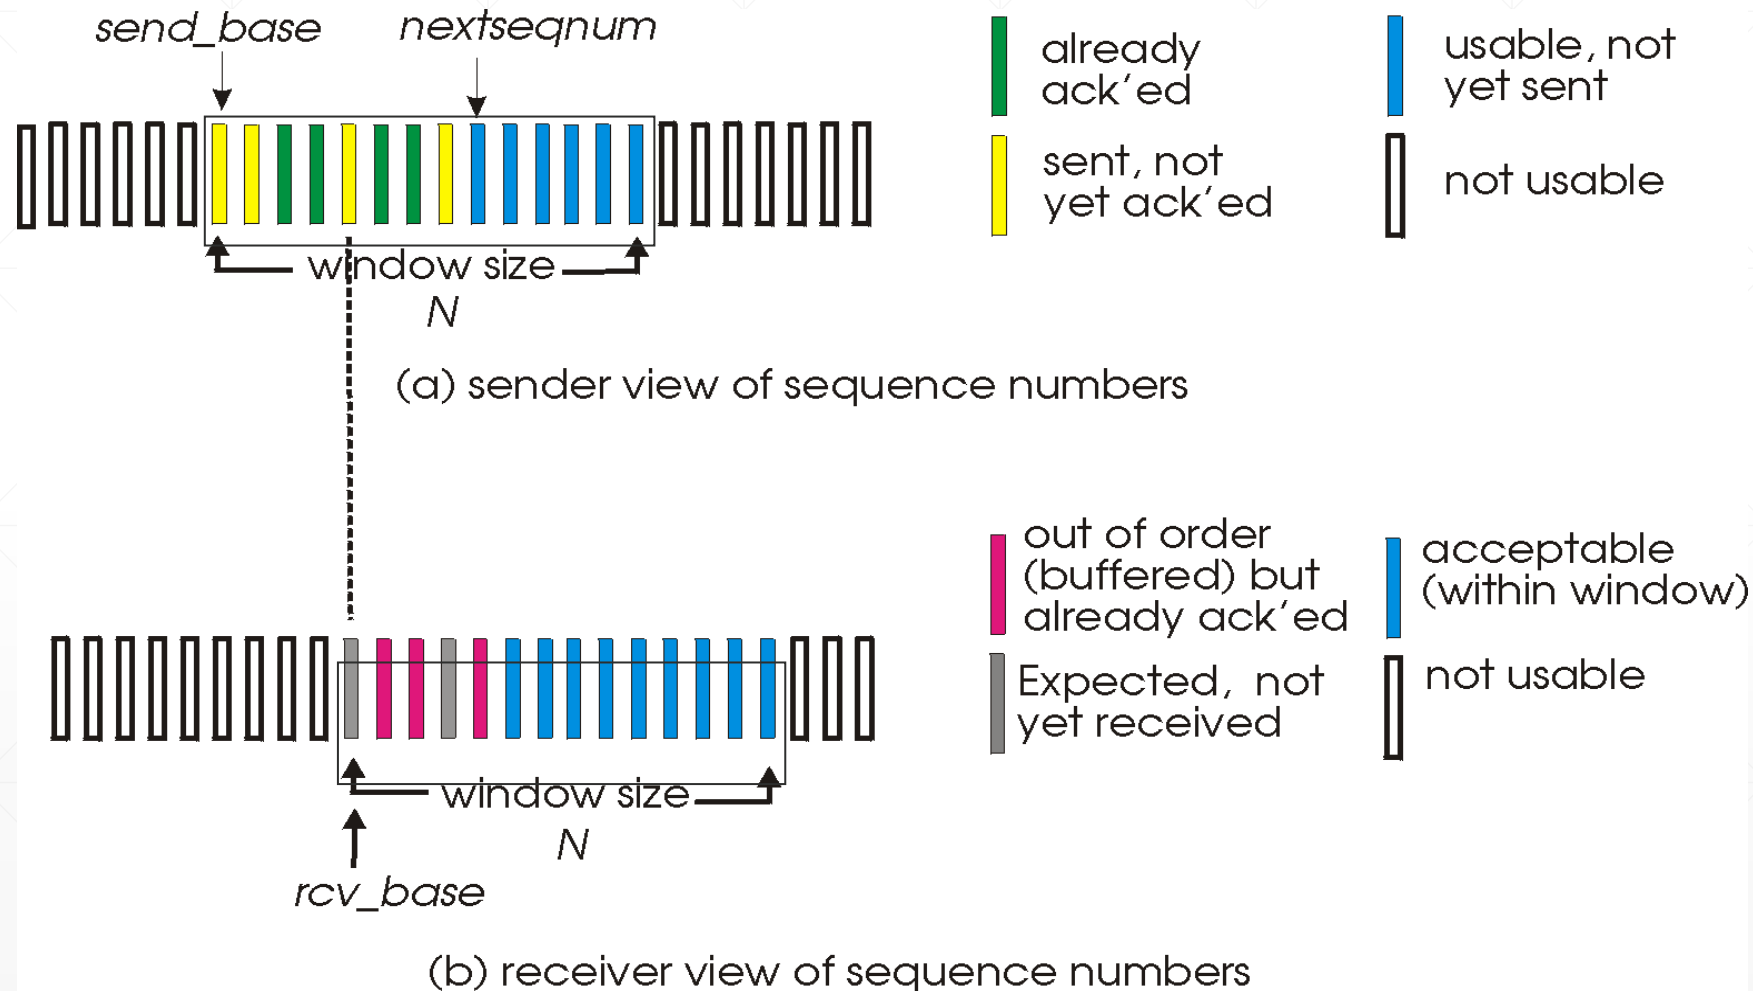 send_base
nextseqnum
already
ack'ed
usable, not
yet sent
sent, not
yet ack'ed
not usable
window size
N
(a) sender view of sequence numbers
out of order
(buffered) but
already ack'ed
acceptable
(within window)
Expected, not
yet received
not usable
window size
N
rcv_base
(b) receiver view of sequence numbers